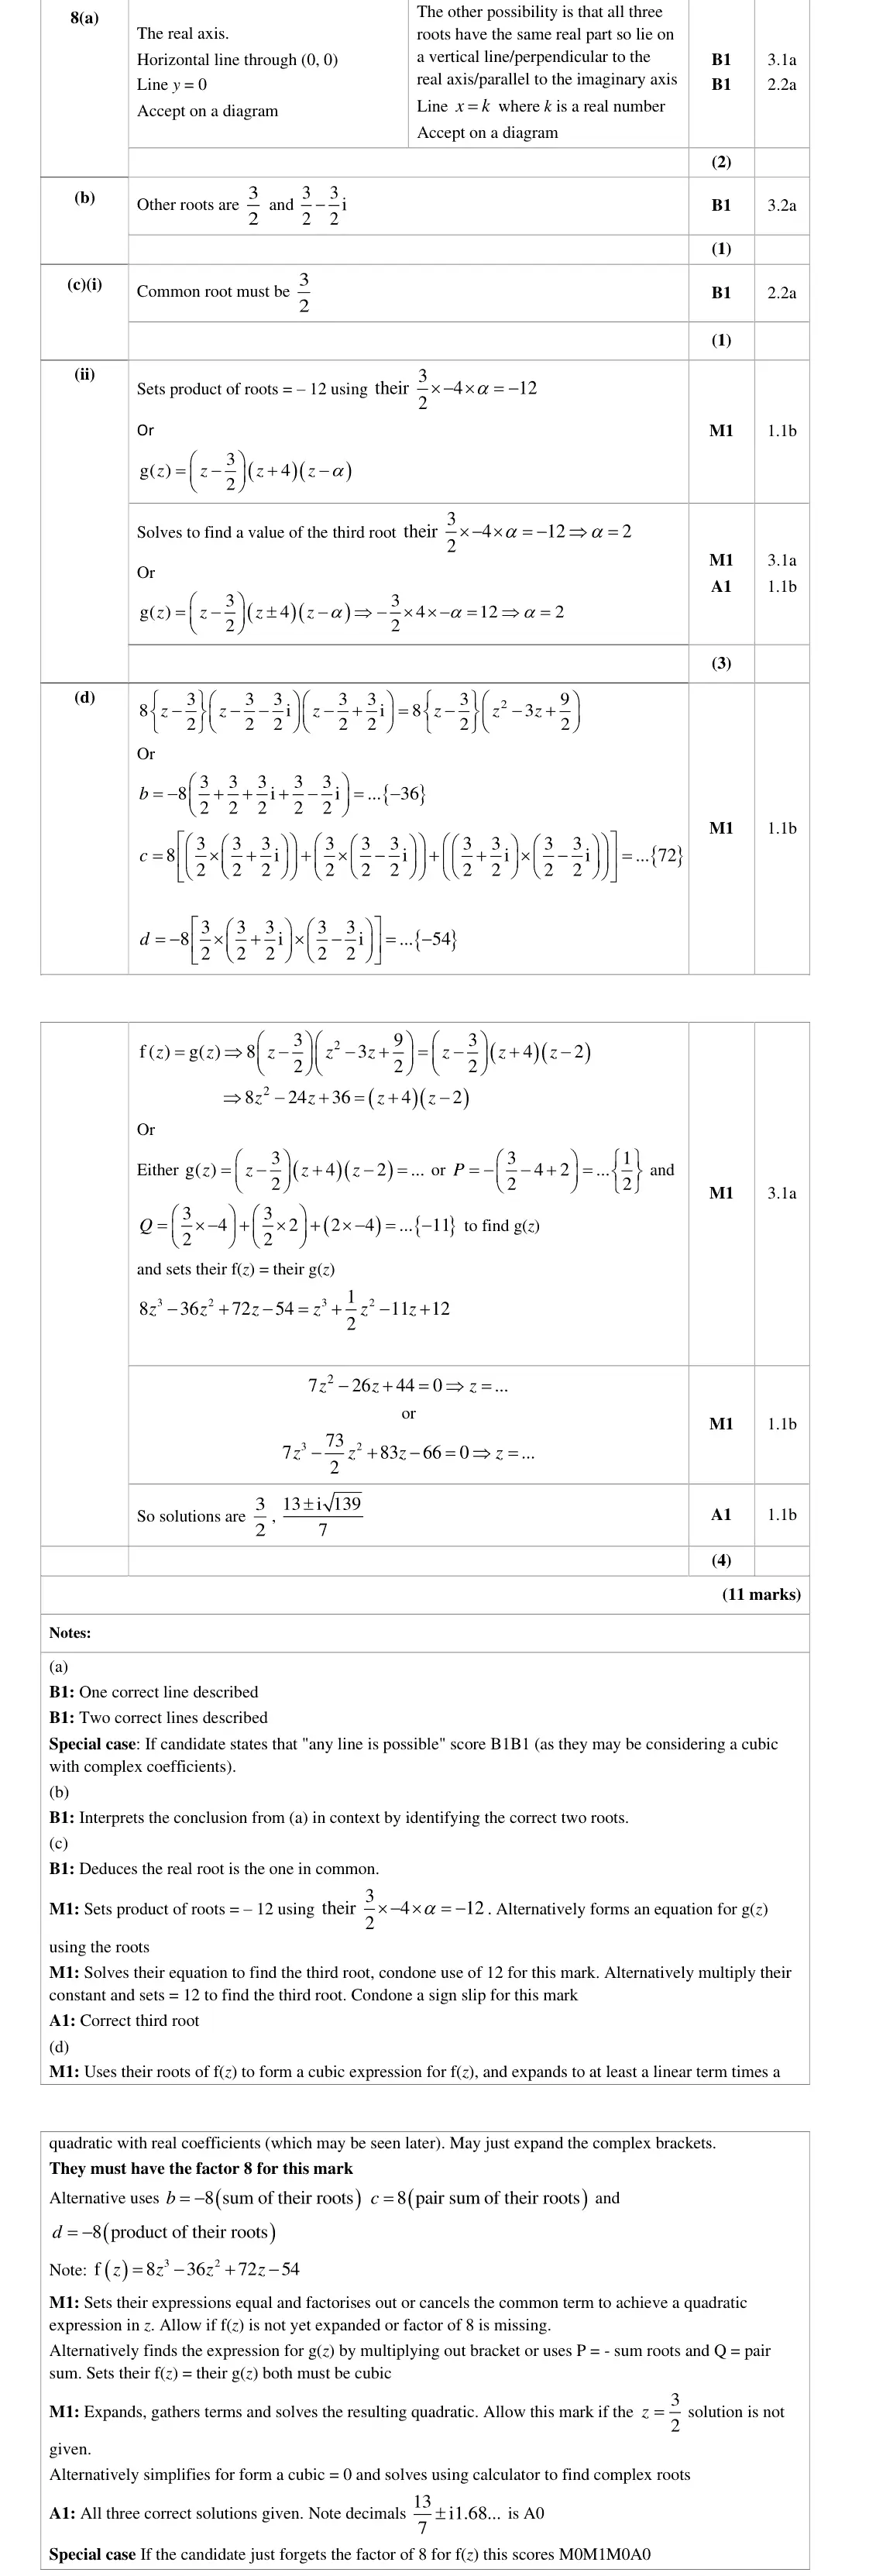 8(a)
The real axis.
Horizontal line through (0, 0)
Line y = 0
Accept on a diagram
The other possibility is that all three
roots have the same real part so lie on
a vertical line/perpendicular to the
real axis/parallel to the imaginary axis
Line x = k where k is a real number
Accept on a diagram
B1 3.1a
B1 2.2a
(2)
(b)
Other roots are 3/2 and 3/2 − 3/2 i
B1 3.2a
(1)
(c)(i)
Common root must be 3/2
B1 2.2a
(1)
(ii)
Sets product of roots = – 12 using their 3/2 × −4 × α = −12
Or
g(z) = (z − 3/2)(z + 4)(z − α)
M1 1.1b
Solves to find a value of the third root their 3/2 × −4 × α = −12 ⇒ α = 2
Or
g(z) = (z − 3/2)(z ± 4)(z − α) ⇒ −3/2 × 4 × −α = 12 ⇒ α = 2
M1 3.1a
A1 1.1b
(3)
(d)
8{z − 3/2}(z − 3/2 − 3/2 i)(z − 3/2 + 3/2 i) = 8{z − 3/2}(z² − 3z + 9/2)
Or
b = −8(3/2 + 3/2 + 3/2 i + 3/2 − 3/2 i) = ...{−36}
c = 8[(3/2 × (3/2 + 3/2 i)) + (3/2 × (3/2 − 3/2 i)) + ((3/2 + 3/2 i) × (3/2 − 3/2 i))] = ...{72}
d = −8[3/2 × (3/2 + 3/2 i) × (3/2 − 3/2 i)] = ...{−54}
M1 1.1b
f(z) = g(z) ⇒ 8(z − 3/2)(z² − 3z + 9/2) = (z − 3/2)(z + 4)(z − 2)
⇒ 8z² − 24z + 36 = (z + 4)(z − 2)
Or
Either g(z) = (z − 3/2)(z + 4)(z − 2) = ... or P = −(3/2 − 4 + 2) = ...{1/2} and
Q = (3/2 × −4) + (3/2 × 2) + (2 × −4) = ...{−11} to find g(z)
and sets their f(z) = their g(z)
8z³ − 36z² + 72z − 54 = z³ + 1/2 z² − 11z + 12
M1 3.1a
7z² − 26z + 44 = 0 ⇒ z = ...
or
7z³ − 73/2 z² + 83z − 66 = 0 ⇒ z = ...
M1 1.1b
So solutions are 3/2 , (13 ± i√139)/7
A1 1.1b
(4)
(11 marks)
Notes:
(a)
B1: One correct line described
B1: Two correct lines described
Special case: If candidate states that "any line is possible" score B1B1 (as they may be considering a cubic
with complex coefficients).
(b)
B1: Interprets the conclusion from (a) in context by identifying the correct two roots.
(c)
B1: Deduces the real root is the one in common.
M1: Sets product of roots = – 12 using their 3/2 × −4 × α = −12 . Alternatively forms an equation for g(z)
using the roots
M1: Solves their equation to find the third root, condone use of 12 for this mark. Alternatively multiply their
constant and sets = 12 to find the third root. Condone a sign slip for this mark
A1: Correct third root
(d)
M1: Uses their roots of f(z) to form a cubic expression for f(z), and expands to at least a linear term times a
quadratic with real coefficients (which may be seen later). May just expand the complex brackets.
They must have the factor 8 for this mark
Alternative uses b = −8(sum of their roots) c = 8(pair sum of their roots) and
d = −8(product of their roots)
Note: f(z) = 8z³ − 36z² + 72z − 54
M1: Sets their expressions equal and factorises out or cancels the common term to achieve a quadratic
expression in z. Allow if f(z) is not yet expanded or factor of 8 is missing.
Alternatively finds the expression for g(z) by multiplying out bracket or uses P = - sum roots and Q = pair
sum. Sets their f(z) = their g(z) both must be cubic
M1: Expands, gathers terms and solves the resulting quadratic. Allow this mark if the z = 3/2 solution is not
given.
Alternatively simplifies for form a cubic = 0 and solves using calculator to find complex roots
A1: All three correct solutions given. Note decimals 13/7 ± i1.68... is A0
Special case If the candidate just forgets the factor of 8 for f(z) this scores M0M1M0A0